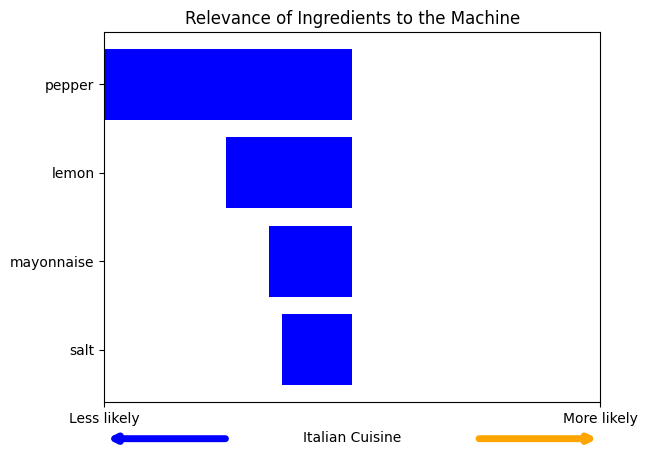 Relevance of Ingredients to the Machine
pepper
lemon
mayonnaise
salt
Less likely
More likely
Italian Cuisine